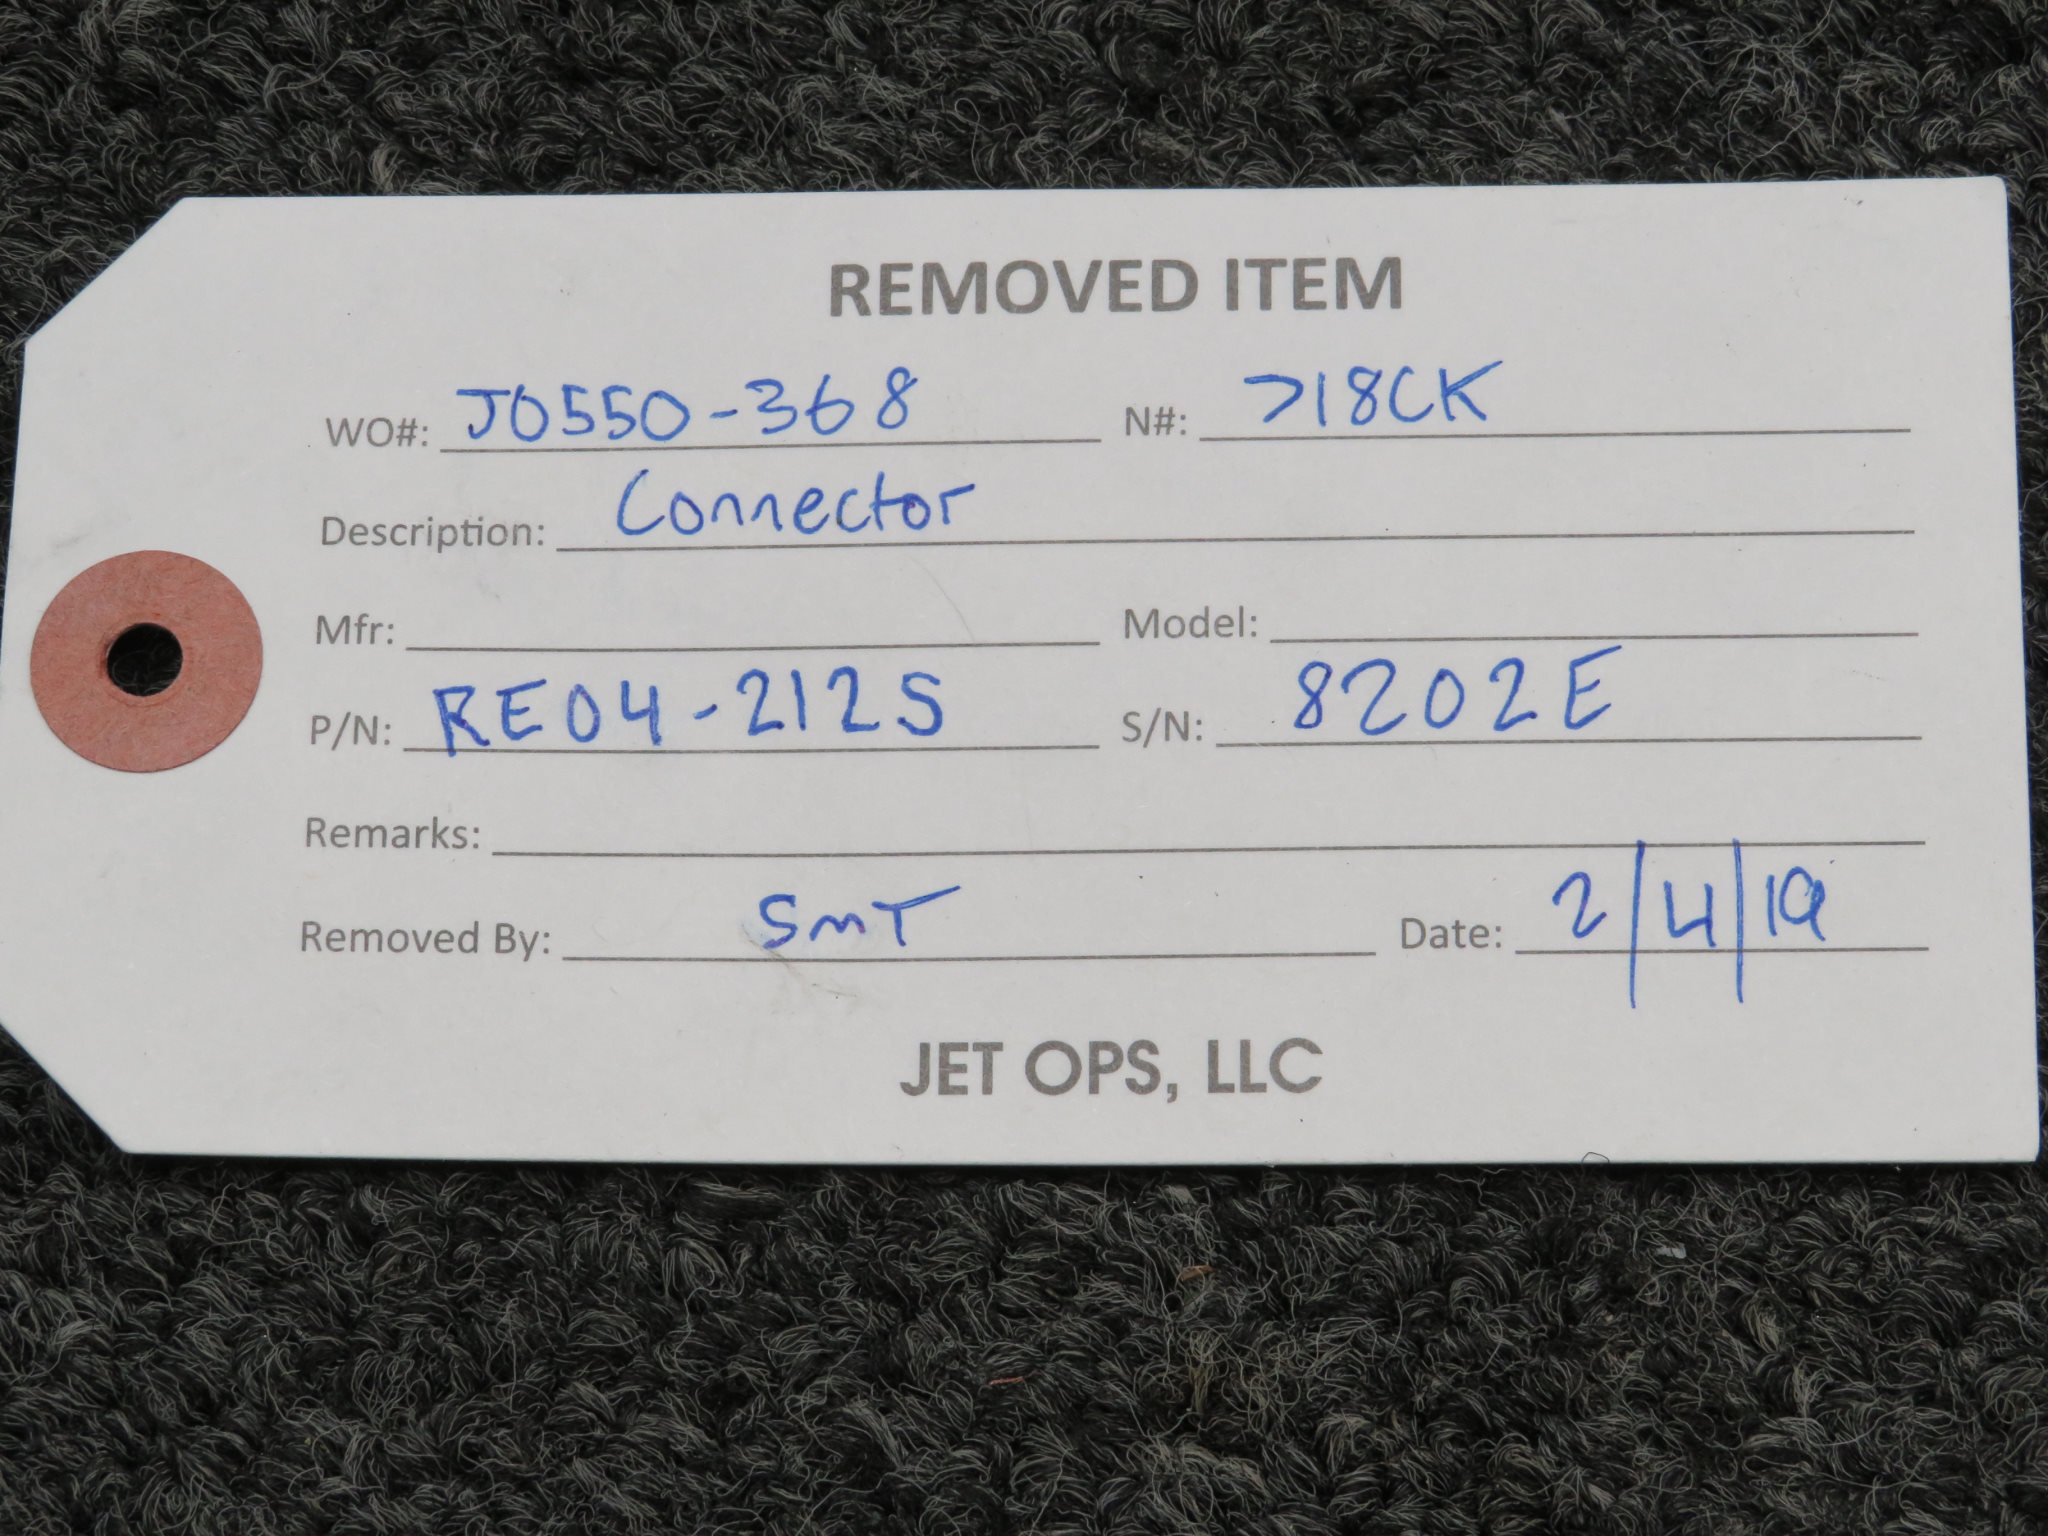 REMOVED ITEM
WO#: J0550-368 N#: 718CK
Description: Connector
Mfr: Model:
P/N: RE04-212S S/N: 8202E
Remarks:
Removed By: SmT Date: 2/4/19
JET OPS, LLC